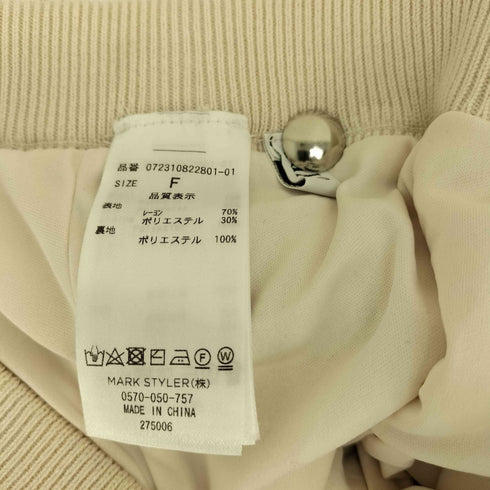 品番 072310822801-01
SIZE F
品質表示
表地 レーヨン 70%
ポリエステル 30%
裏地 ポリエステル 100%
MARK STYLER(株)
0570-050-757
MADE IN CHINA
275006